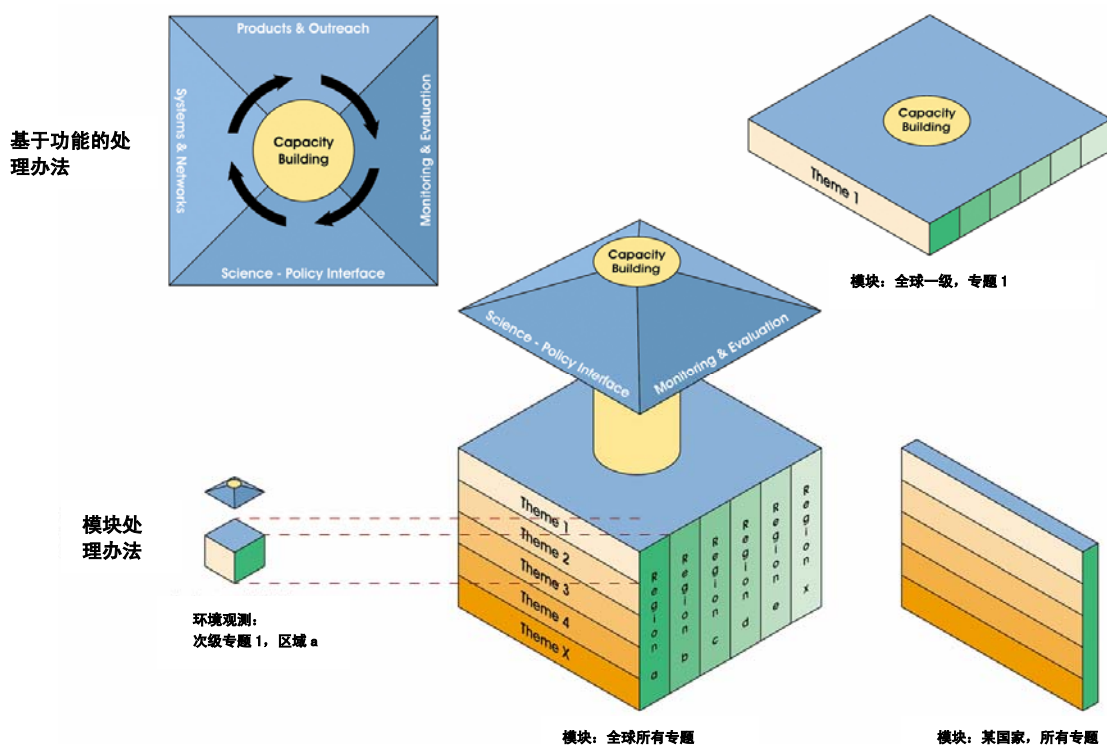 Products & Outreach
Systems & Networks
Capacity
Building
Monitoring & Evaluation
Science - Policy Interface
基于功能的处
理办法
Capacity
Building
Theme 1
模块：全球一级，专题 1
Capacity
Building
Science - Policy Interface
Monitoring & Evaluation
模块处
理办法
环境观测：
次级专题 1，区域 a
Theme 1
Theme 2
Theme 3
Theme 4
Theme X
Region a
Region b
Region c
Region d
Region e
Region x
模块：全球所有专题
模块：某国家，所有专题